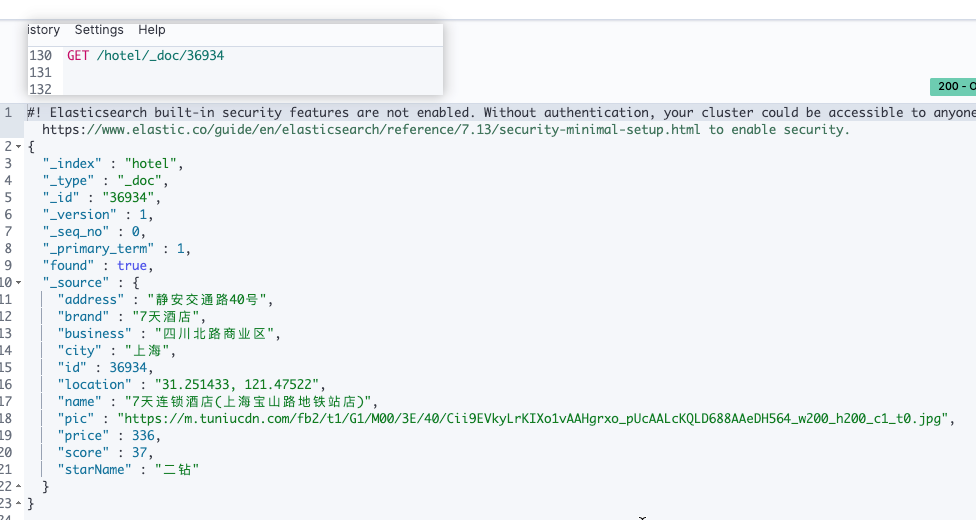 istory Settings Help
130 GET /hotel/_doc/36934
131
132
200 - O
1 #! Elasticsearch built-in security features are not enabled. Without authentication, your cluster could be accessible to anyone
https://www.elastic.co/guide/en/elasticsearch/reference/7.13/security-minimal-setup.html to enable security.
2 {
3 "_index" : "hotel",
4 "_type" : "_doc",
5 "_id" : "36934",
6 "_version" : 1,
7 "_seq_no" : 0,
8 "_primary_term" : 1,
9 "found" : true,
10 "_source" : {
11 "address" : "静安交通路40号",
12 "brand" : "7天酒店",
13 "business" : "四川北路商业区",
14 "city" : "上海",
15 "id" : 36934,
16 "location" : "31.251433, 121.47522",
17 "name" : "7天连锁酒店(上海宝山路地铁站店)",
18 "pic" : "https://m.tuniucdn.com/fb2/t1/G1/M00/3E/40/Cii9EVkyLrKIXo1vAAHgrxo_pUcAALcKQLD688AAeDH564_w200_h200_c1_t0.jpg",
19 "price" : 336,
20 "score" : 37,
21 "starName" : "二钻"
22 }
23 }